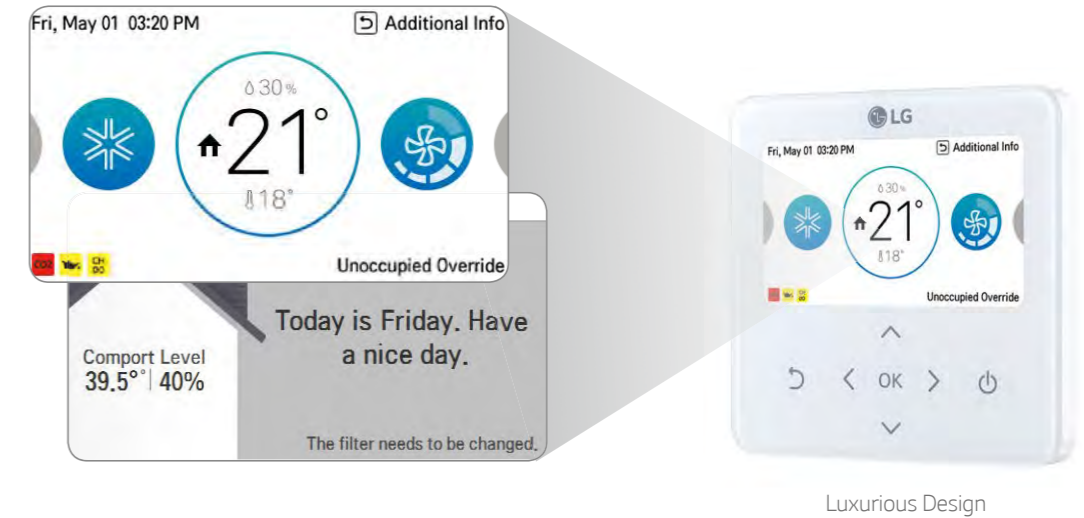 Fri, May 01 03:20 PM
Additional Info
30%
21°
18°
CO2
CH
DO
Unoccupied Override
Today is Friday. Have
a nice day.
Comport Level
39.5°° | 40%
The filter needs to be changed.
LG
Fri, May 01 03:20 PM
Additional Info
30%
21°
18°
Unoccupied Override
OK
Luxurious Design